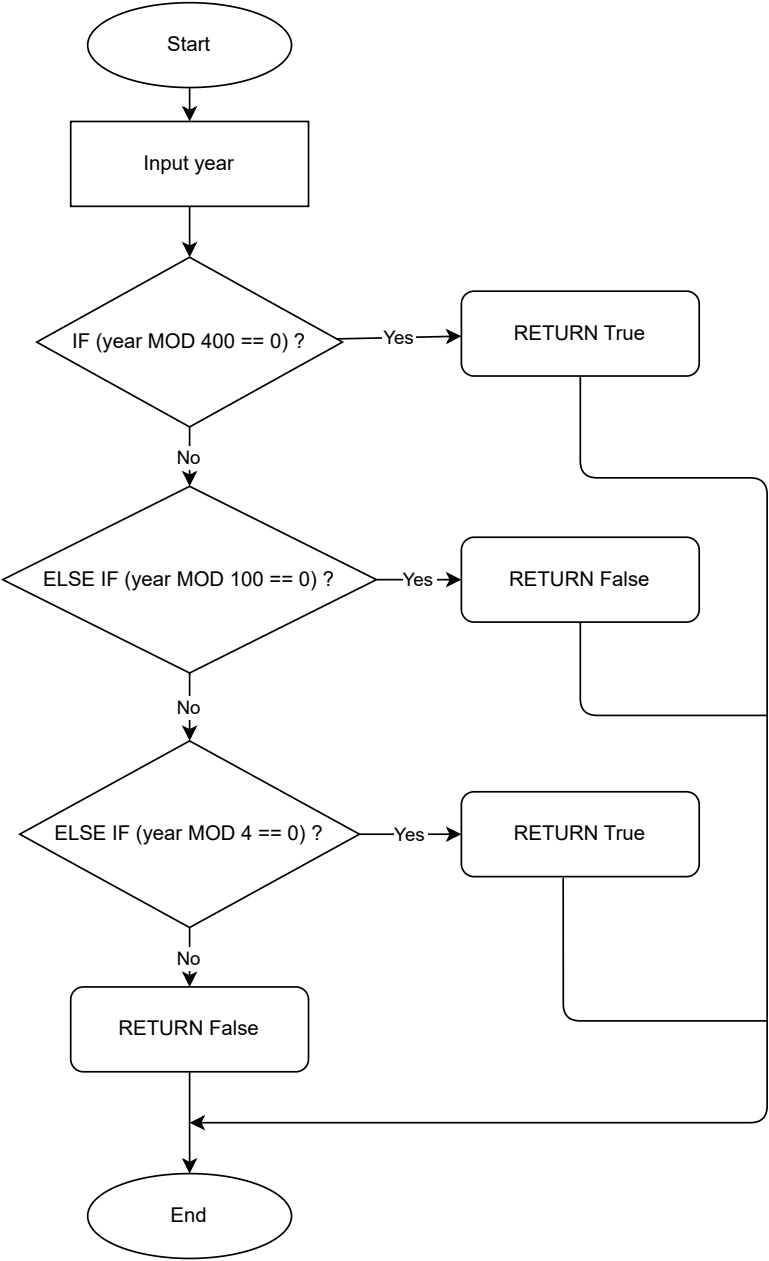 Start
Input year
IF (year MOD 400 == 0) ?
Yes
RETURN True
No
ELSE IF (year MOD 100 == 0) ?
Yes
RETURN False
No
ELSE IF (year MOD 4 == 0) ?
Yes
RETURN True
No
RETURN False
End